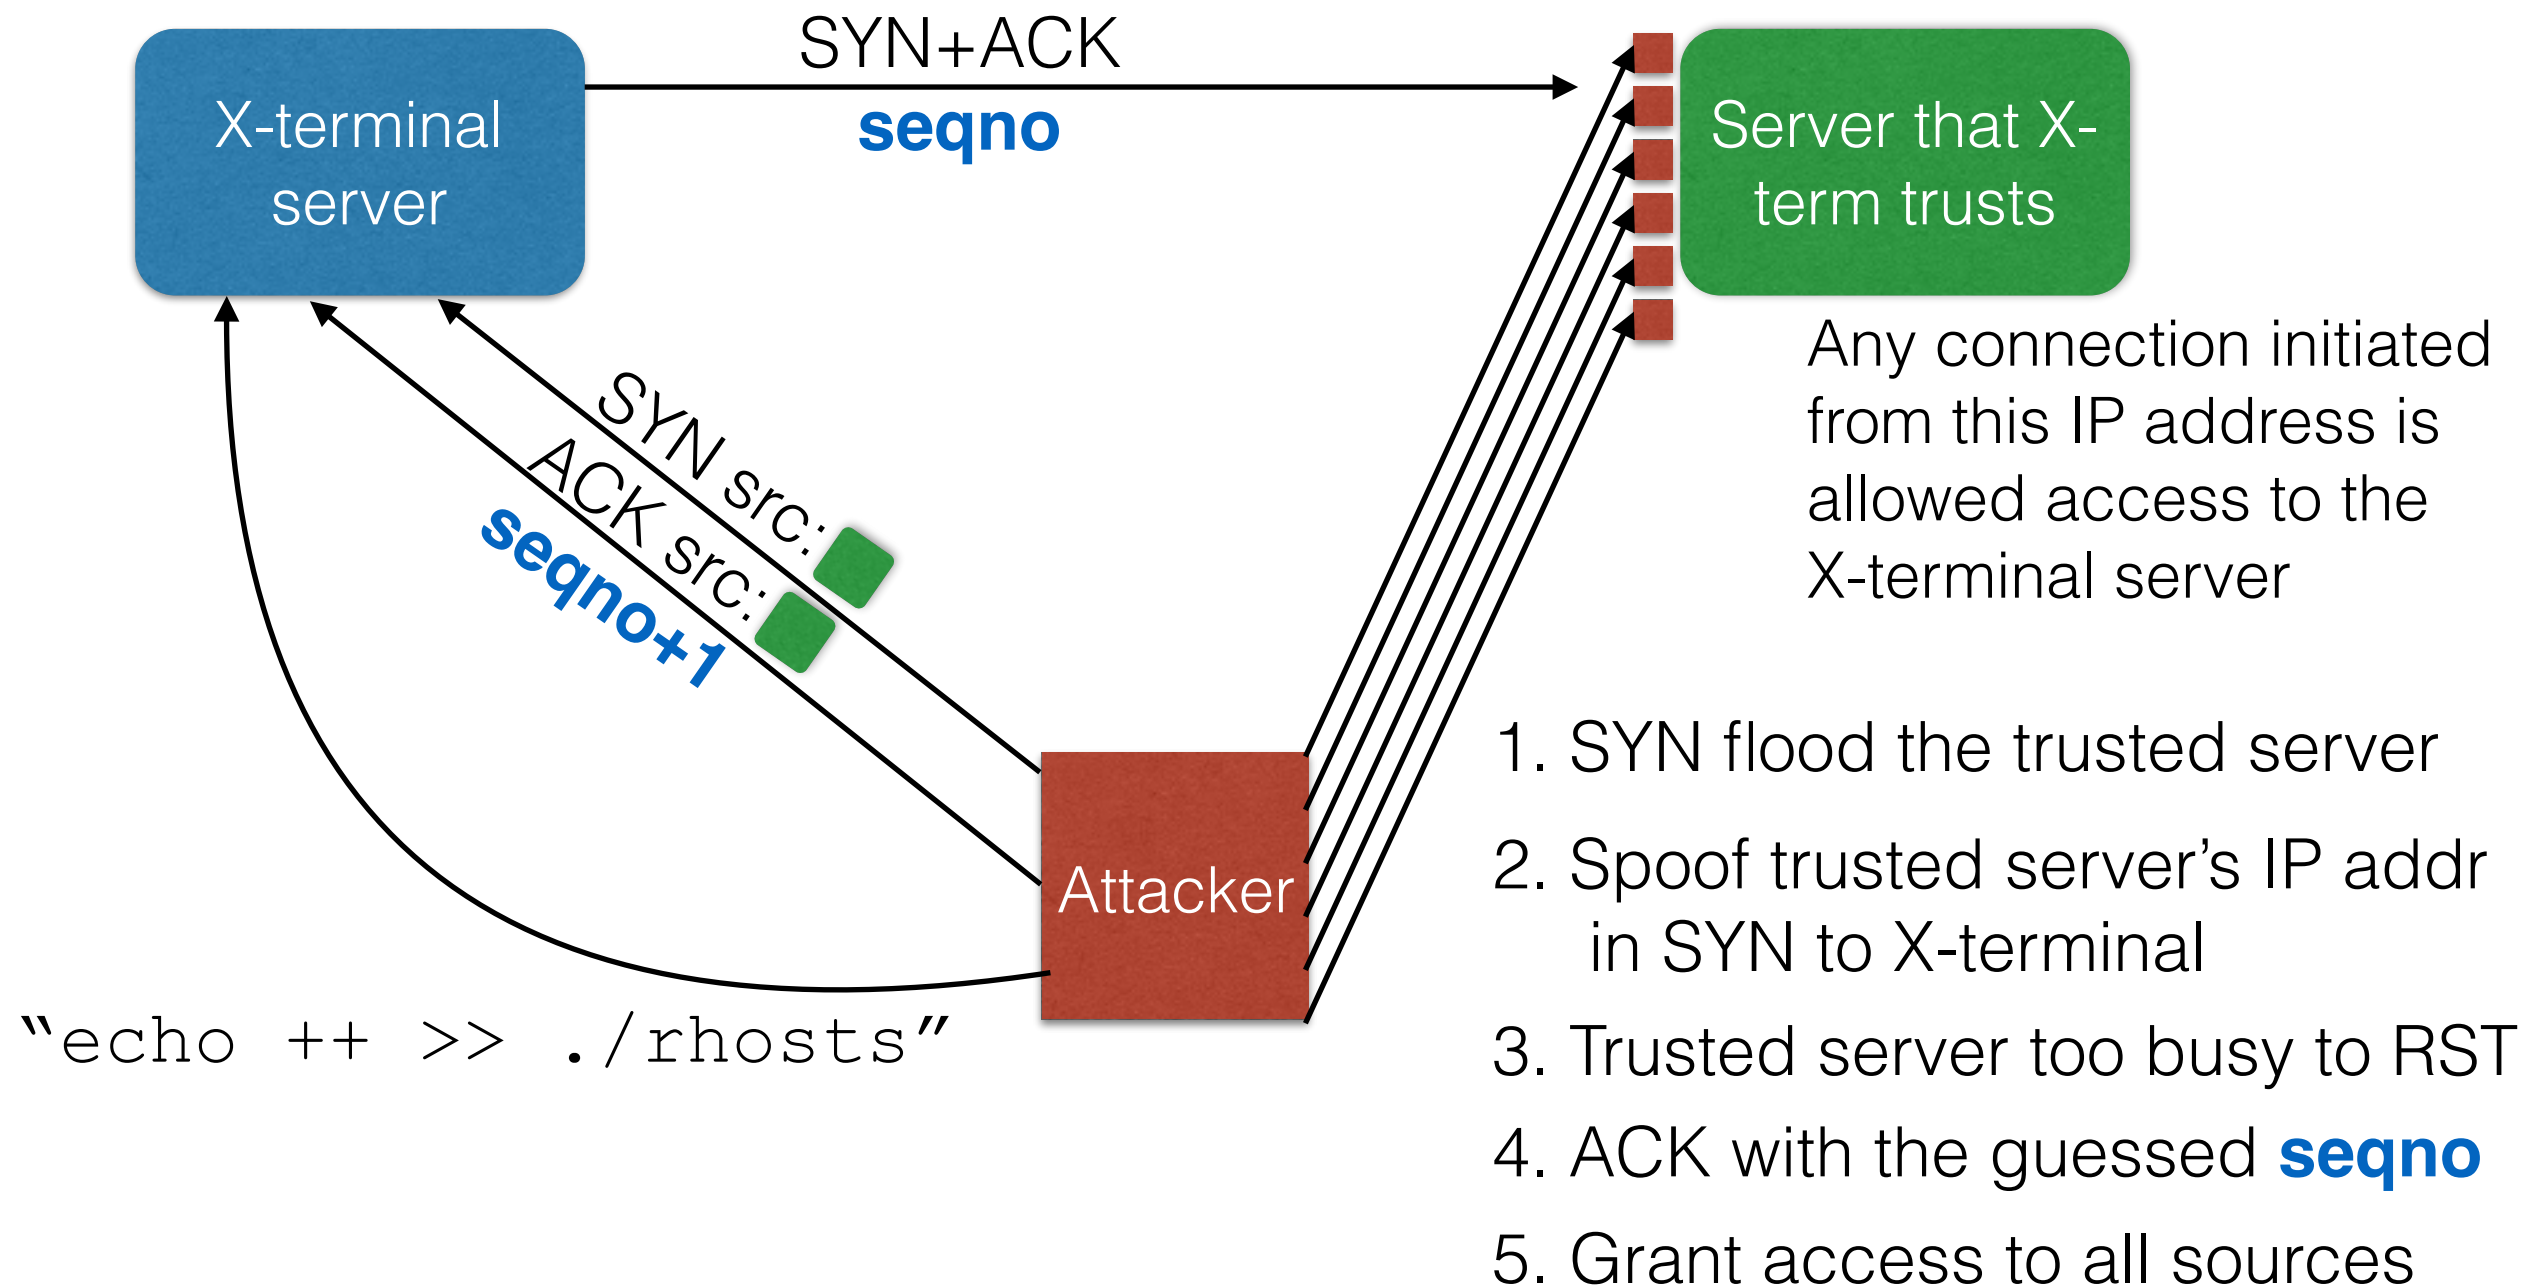 SYN+ACK
seqno
X-terminal
server
Server that X-
term trusts
Any connection initiated
from this IP address is
allowed access to the
X-terminal server
SYN src:
ACK src:
seqno+1
Attacker
“echo ++ >> ./rhosts”
1. SYN flood the trusted server
2. Spoof trusted server’s IP addr
in SYN to X-terminal
3. Trusted server too busy to RST
4. ACK with the guessed seqno
5. Grant access to all sources